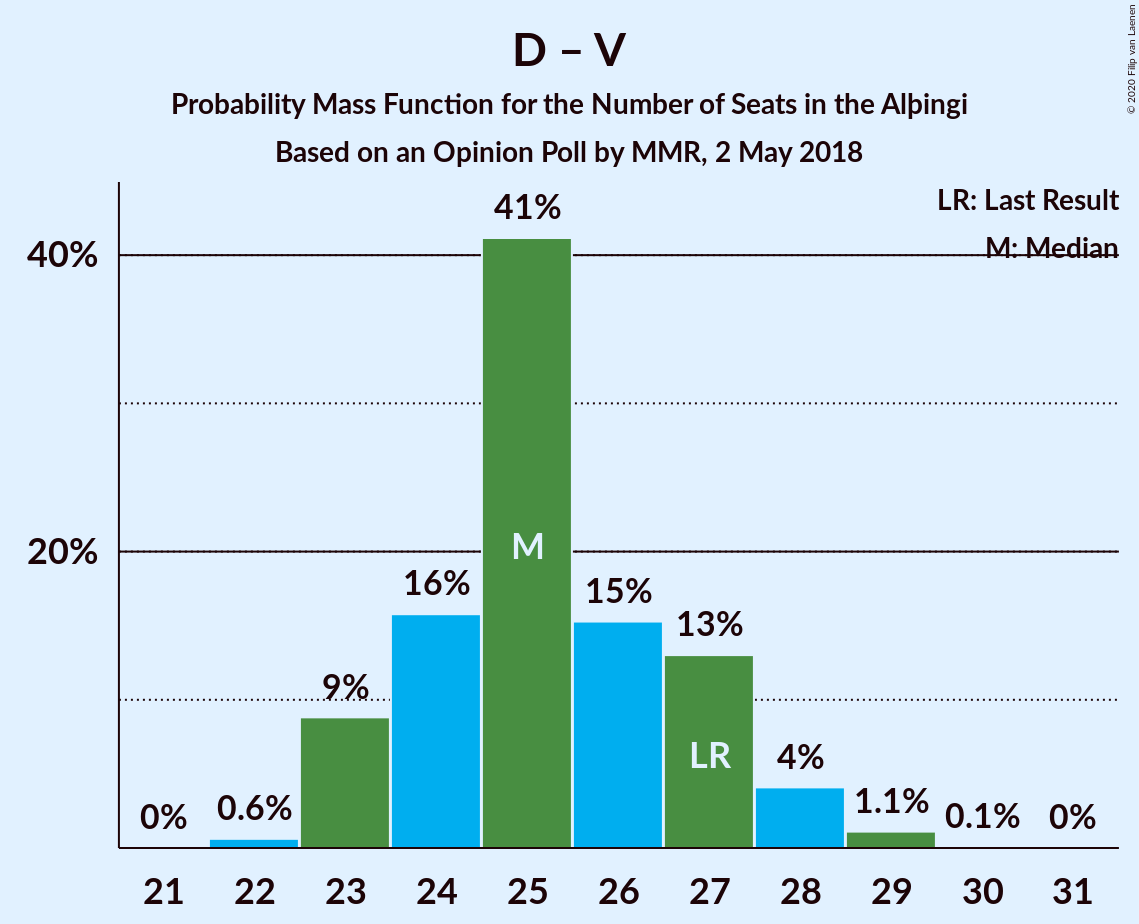 D – V
Probability Mass Function for the Number of Seats in the Alþingi
Based on an Opinion Poll by MMR, 2 May 2018
© 2020 Filip van Laenen
LR: Last Result
M: Median
41%
40%
M
20%
16%
15%
13%
9%
LR
4%
1.1%
0.6%
0%
0.1%
0%
21 22 23 24 25 26 27 28 29 30 31